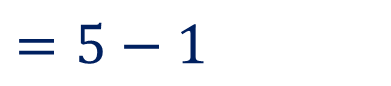 = 5 − 1